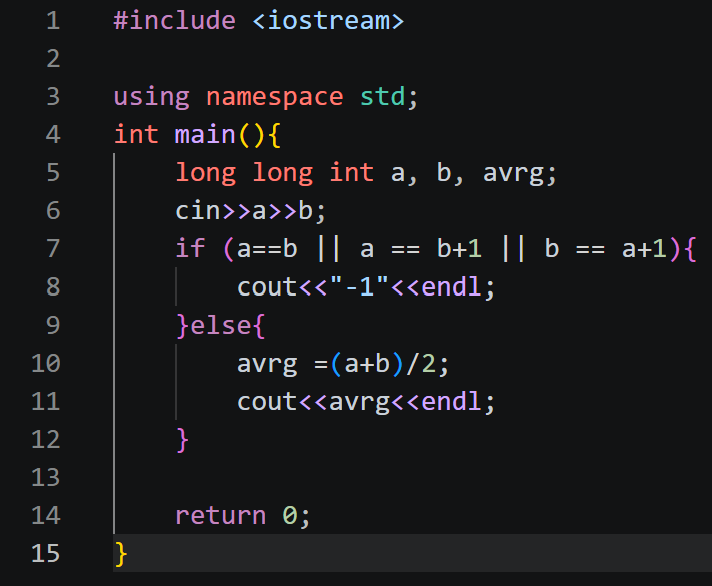 1 #include <iostream>
2
3 using namespace std;
4 int main(){
5     long long int a, b, avrg;
6     cin>>a>>b;
7     if (a==b || a == b+1 || b == a+1){
8         cout<<"-1"<<endl;
9     }else{
10         avrg =(a+b)/2;
11         cout<<avrg<<endl;
12     }
13
14     return 0;
15 }